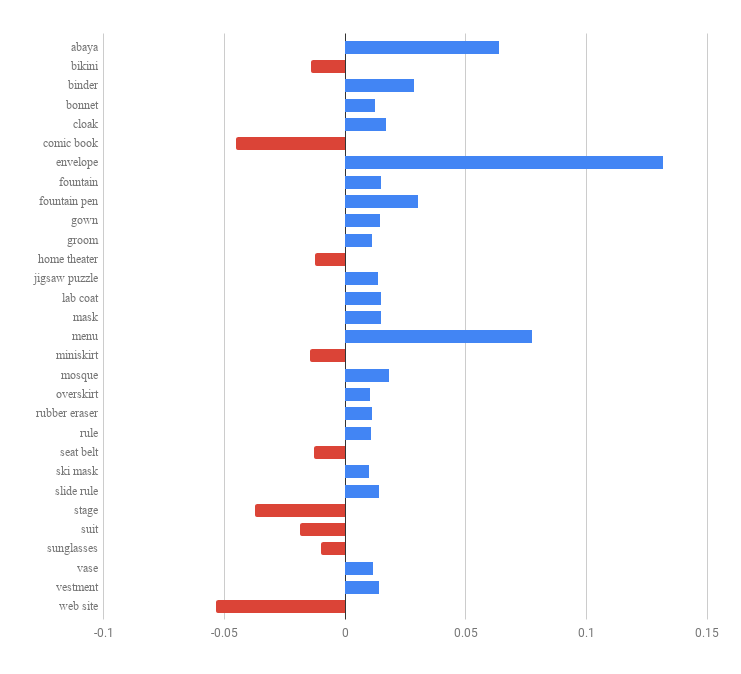 abaya
bikini
binder
bonnet
cloak
comic book
envelope
fountain
fountain pen
gown
groom
home theater
jigsaw puzzle
lab coat
mask
menu
miniskirt
mosque
overskirt
rubber eraser
rule
seat belt
ski mask
slide rule
stage
suit
sunglasses
vase
vestment
web site
-0.1 -0.05 0 0.05 0.1 0.15